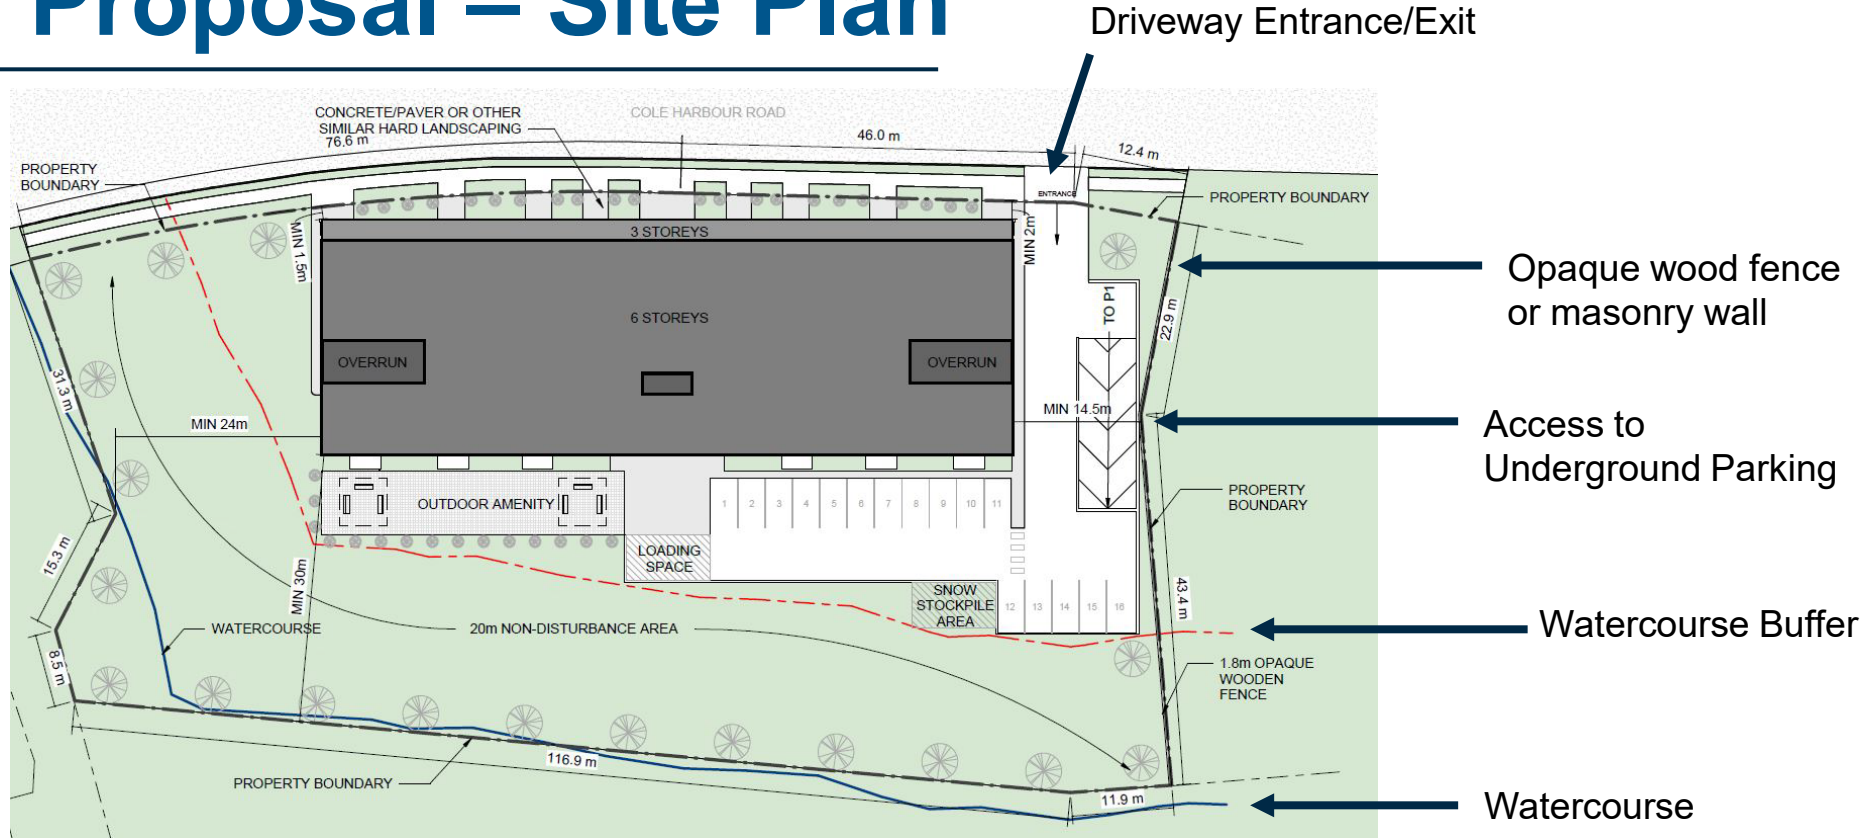 Proposal – Site Plan
Driveway Entrance/Exit
CONCRETE/PAVER OR OTHER
SIMILAR HARD LANDSCAPING
COLE HARBOUR ROAD
76.6 m
46.0 m
12.4 m
PROPERTY
BOUNDARY
ENTRANCE
PROPERTY BOUNDARY
MIN 1.5m
3 STOREYS
MIN 2m
Opaque wood fence
or masonry wall
TO P1
22.9 m
6 STOREYS
OVERRUN
OVERRUN
31.3 m
MIN 24m
MIN 14.5m
Access to
Underground Parking
OUTDOOR AMENITY
1 2 3 4 5 6 7 8 9 10 11
PROPERTY
BOUNDARY
15.3 m
LOADING
SPACE
MIN 30m
SNOW
STOCKPILE
AREA
12 13 14 15 16
43.4 m
WATERCOURSE
20m NON-DISTURBANCE AREA
Watercourse Buffer
8.5 m
1.8m OPAQUE
WOODEN
FENCE
116.9 m
PROPERTY BOUNDARY
11.9 m
Watercourse